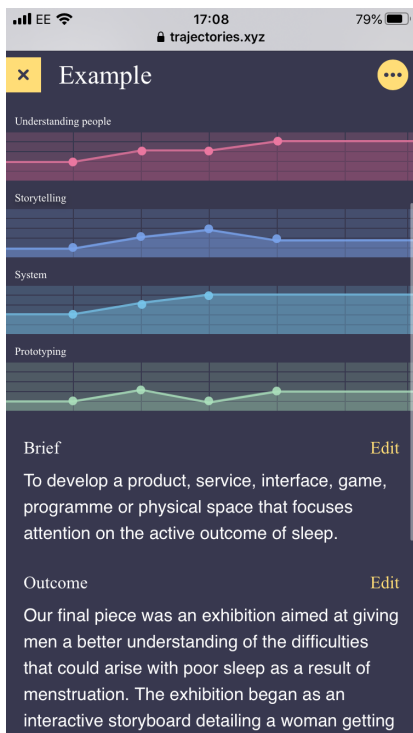 EE 17:08 79%
trajectories.xyz
× Example
Understanding people
Storytelling
System
Prototyping
Brief Edit
To develop a product, service, interface, game,
programme or physical space that focuses
attention on the active outcome of sleep.
Outcome Edit
Our final piece was an exhibition aimed at giving
men a better understanding of the difficulties
that could arise with poor sleep as a result of
menstruation. The exhibition began as an
interactive storyboard detailing a woman getting